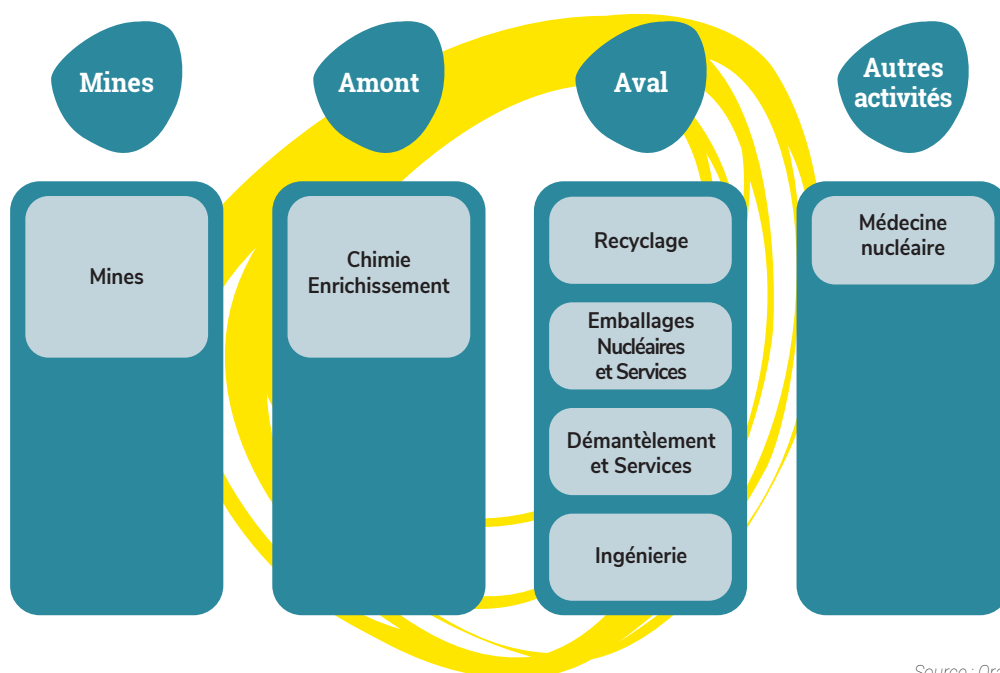 Mines
Amont
Aval
Autres
activités
Mines
Chimie
Enrichissement
Recyclage
Emballages
Nucléaires
et Services
Démantèlement
et Services
Ingénierie
Médecine
nucléaire
Source :